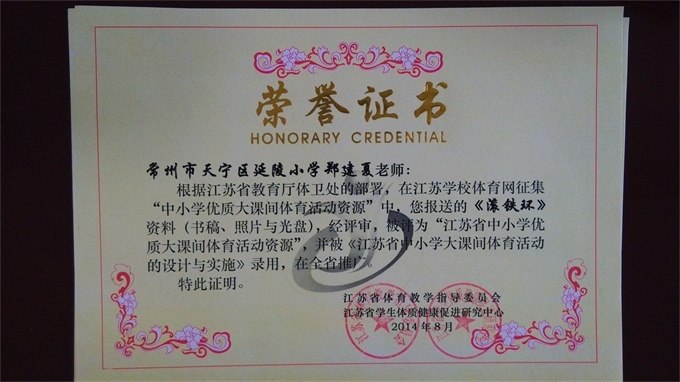 荣誉证书
HONORARY CREDENTIAL
常州市天宁区延陵小学郑建夏老师：
根据江苏省教育厅体卫处的部署，在江苏学校体育网征集
“中小学优质大课间体育活动资源”中，您报送的《滚铁环》
资料（书稿、照片与光盘），经评审，被评为“江苏省中小学优
质大课间体育活动资源”，并被《江苏省中小学大课间体育活动
的设计与实施》录用，在全省推广。
特此证明。
江苏省体育教学指导委员会
江苏省学生体质健康促进研究中心
2014年8月